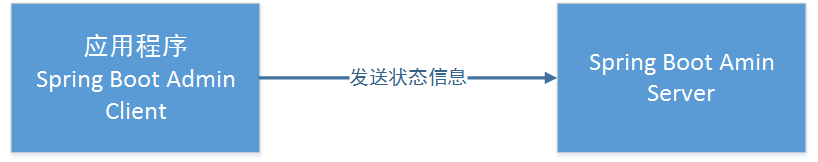 应用程序
Spring Boot Admin
Client
发送状态信息
Spring Boot Amin
Server